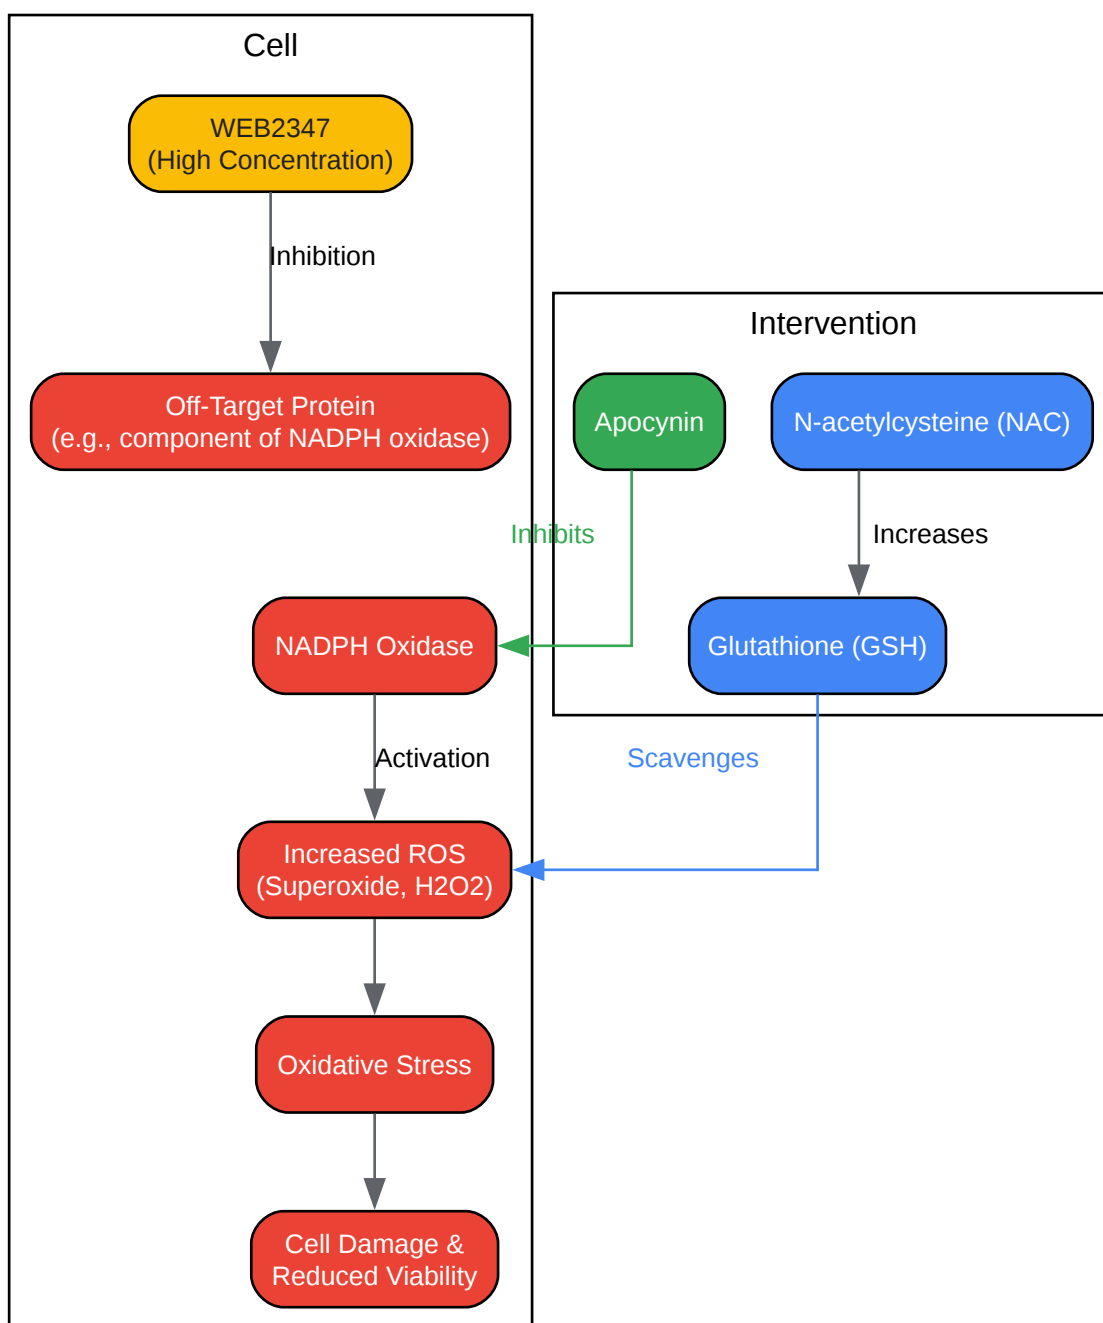 Cell
WEB2347
(High Concentration)
Inhibition
Off-Target Protein
(e.g., component of NADPH oxidase)
NADPH Oxidase
Activation
Increased ROS
(Superoxide, H2O2)
Oxidative Stress
Cell Damage &
Reduced Viability
Intervention
Apocynin
N-acetylcysteine (NAC)
Inhibits
Increases
Glutathione (GSH)
Scavenges